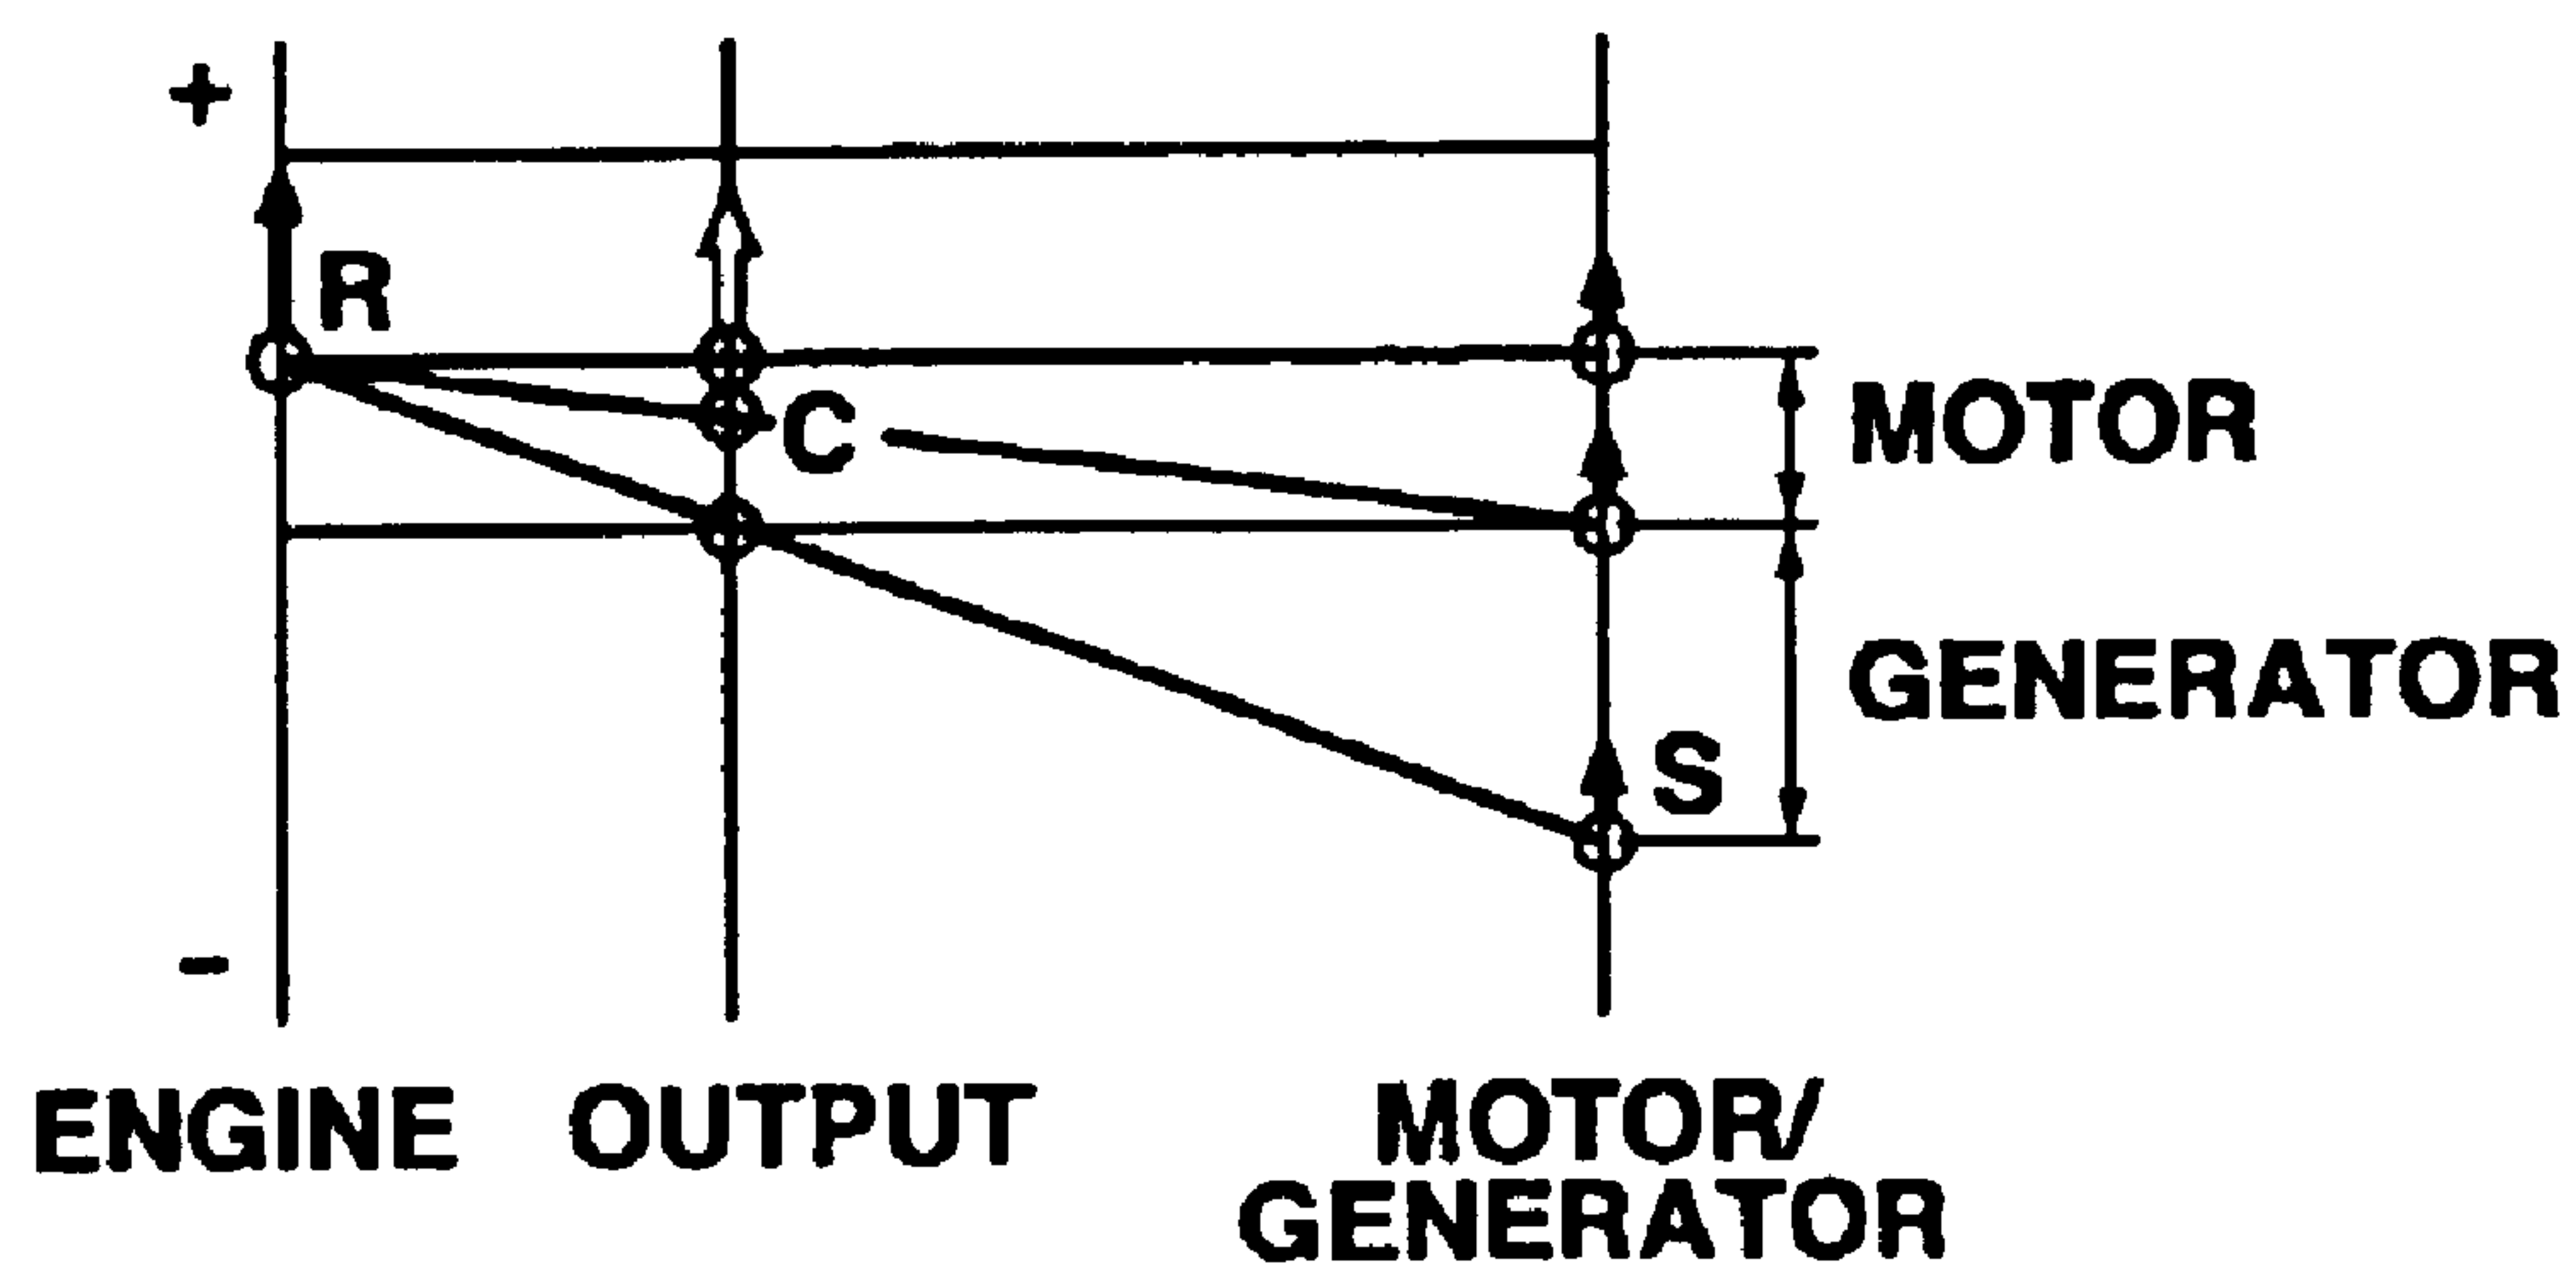 +
R
C
MOTOR
GENERATOR
S
-
ENGINE
OUTPUT
MOTOR/
GENERATOR